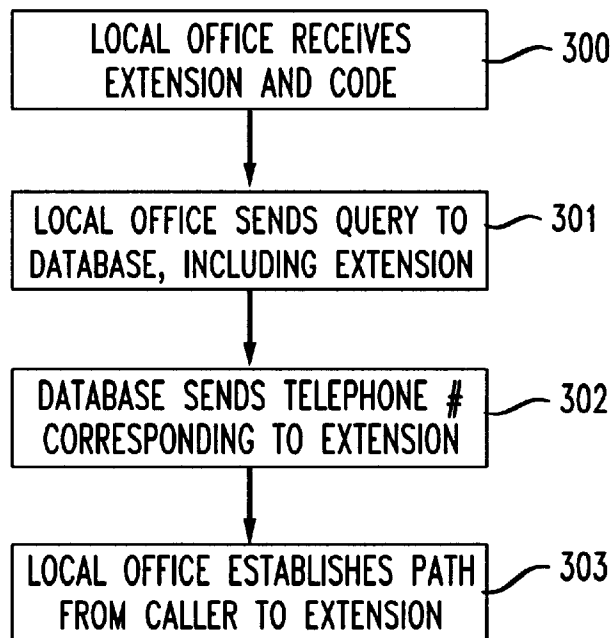 LOCAL OFFICE RECEIVES
EXTENSION AND CODE
300
LOCAL OFFICE SENDS QUERY TO
DATABASE, INCLUDING EXTENSION
301
DATABASE SENDS TELEPHONE #
CORRESPONDING TO EXTENSION
302
LOCAL OFFICE ESTABLISHES PATH
FROM CALLER TO EXTENSION
303